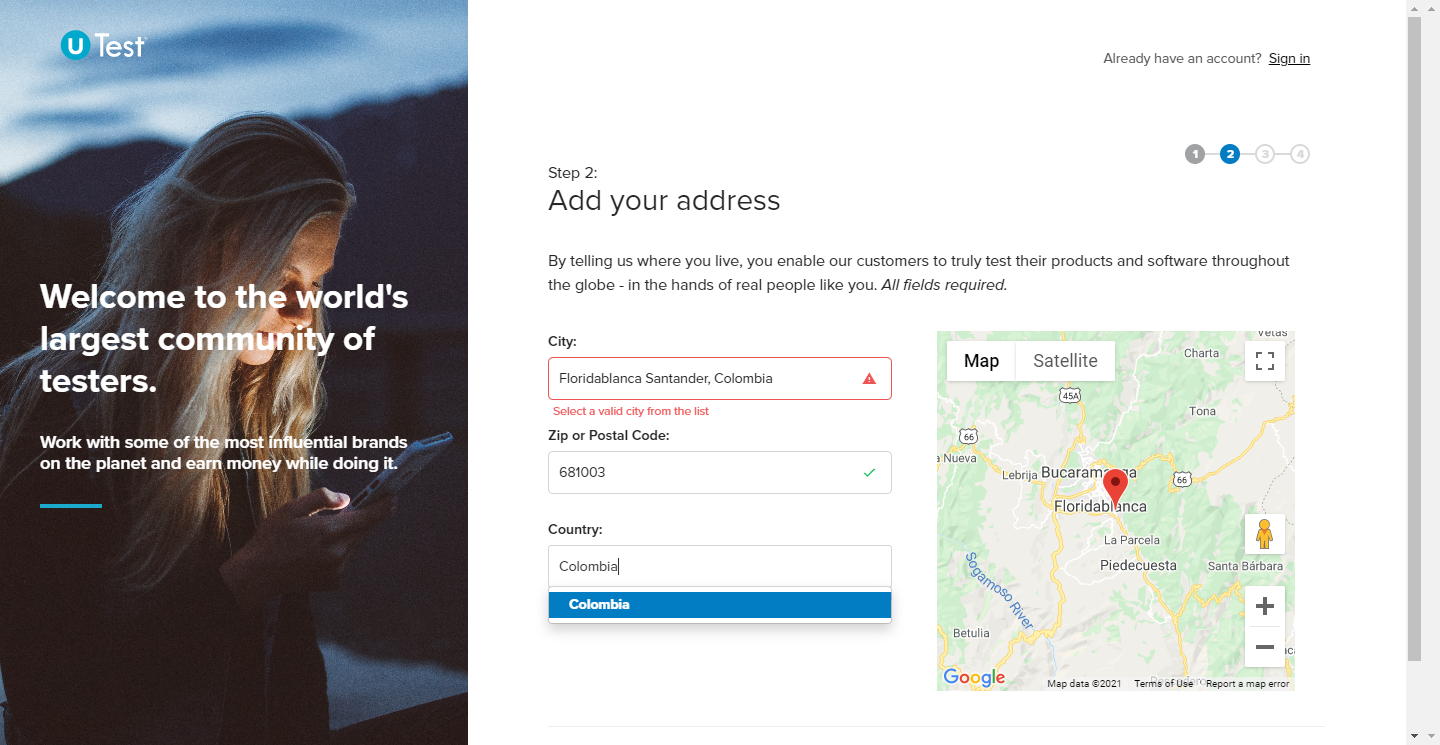 U Test
Already have an account? Sign in
1 2 3 4
Step 2:
Add your address
By telling us where you live, you enable our customers to truly test their products and software throughout
the globe - in the hands of real people like you. All fields required.
Welcome to the world's
largest community of
testers.
Work with some of the most influential brands
on the planet and earn money while doing it.
City:
Floridablanca Santander, Colombia
Select a valid city from the list
Zip or Postal Code:
681003
Country:
Colombia
Colombia
Map Satellite
Vetas
Charta
45A
Tona
66
a Nueva
Lebrija
Bucaramanga
66
Floridablanca
La Parcela
Piedecuesta
Santa Bárbara
Sogamoso River
Betulia
Google
Map data ©2021 Terms of Use Report a map error